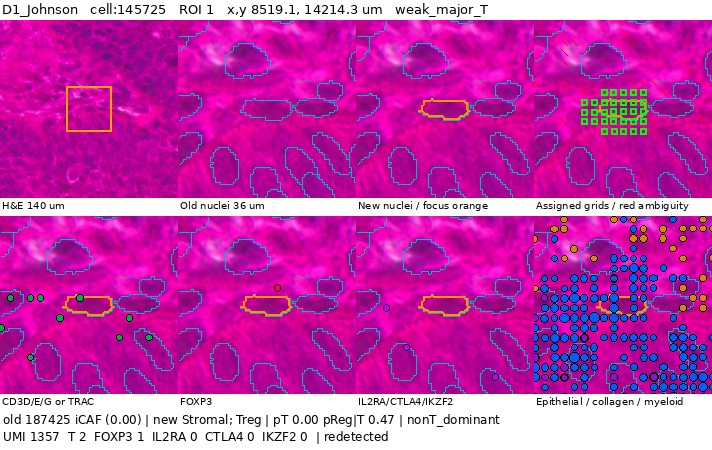 D1_Johnson cell:145725 ROI 1 x,y 8519.1, 14214.3 um weak_major_T
H&E 140 um
Old nuclei 36 um
New nuclei / focus orange
Assigned grids / red ambiguity
CD3D/E/G or TRAC
FOXP3
IL2RA/CTLA4/IKZF2
Epithelial / collagen / myeloid
old 187425 iCAF (0.00) | new Stromal; Treg | pT 0.00 pReg|T 0.47 | nonT_dominant
UMI 1357 T 2 FOXP3 1 IL2RA 0 CTLA4 0 IKZF2 0 | redetected